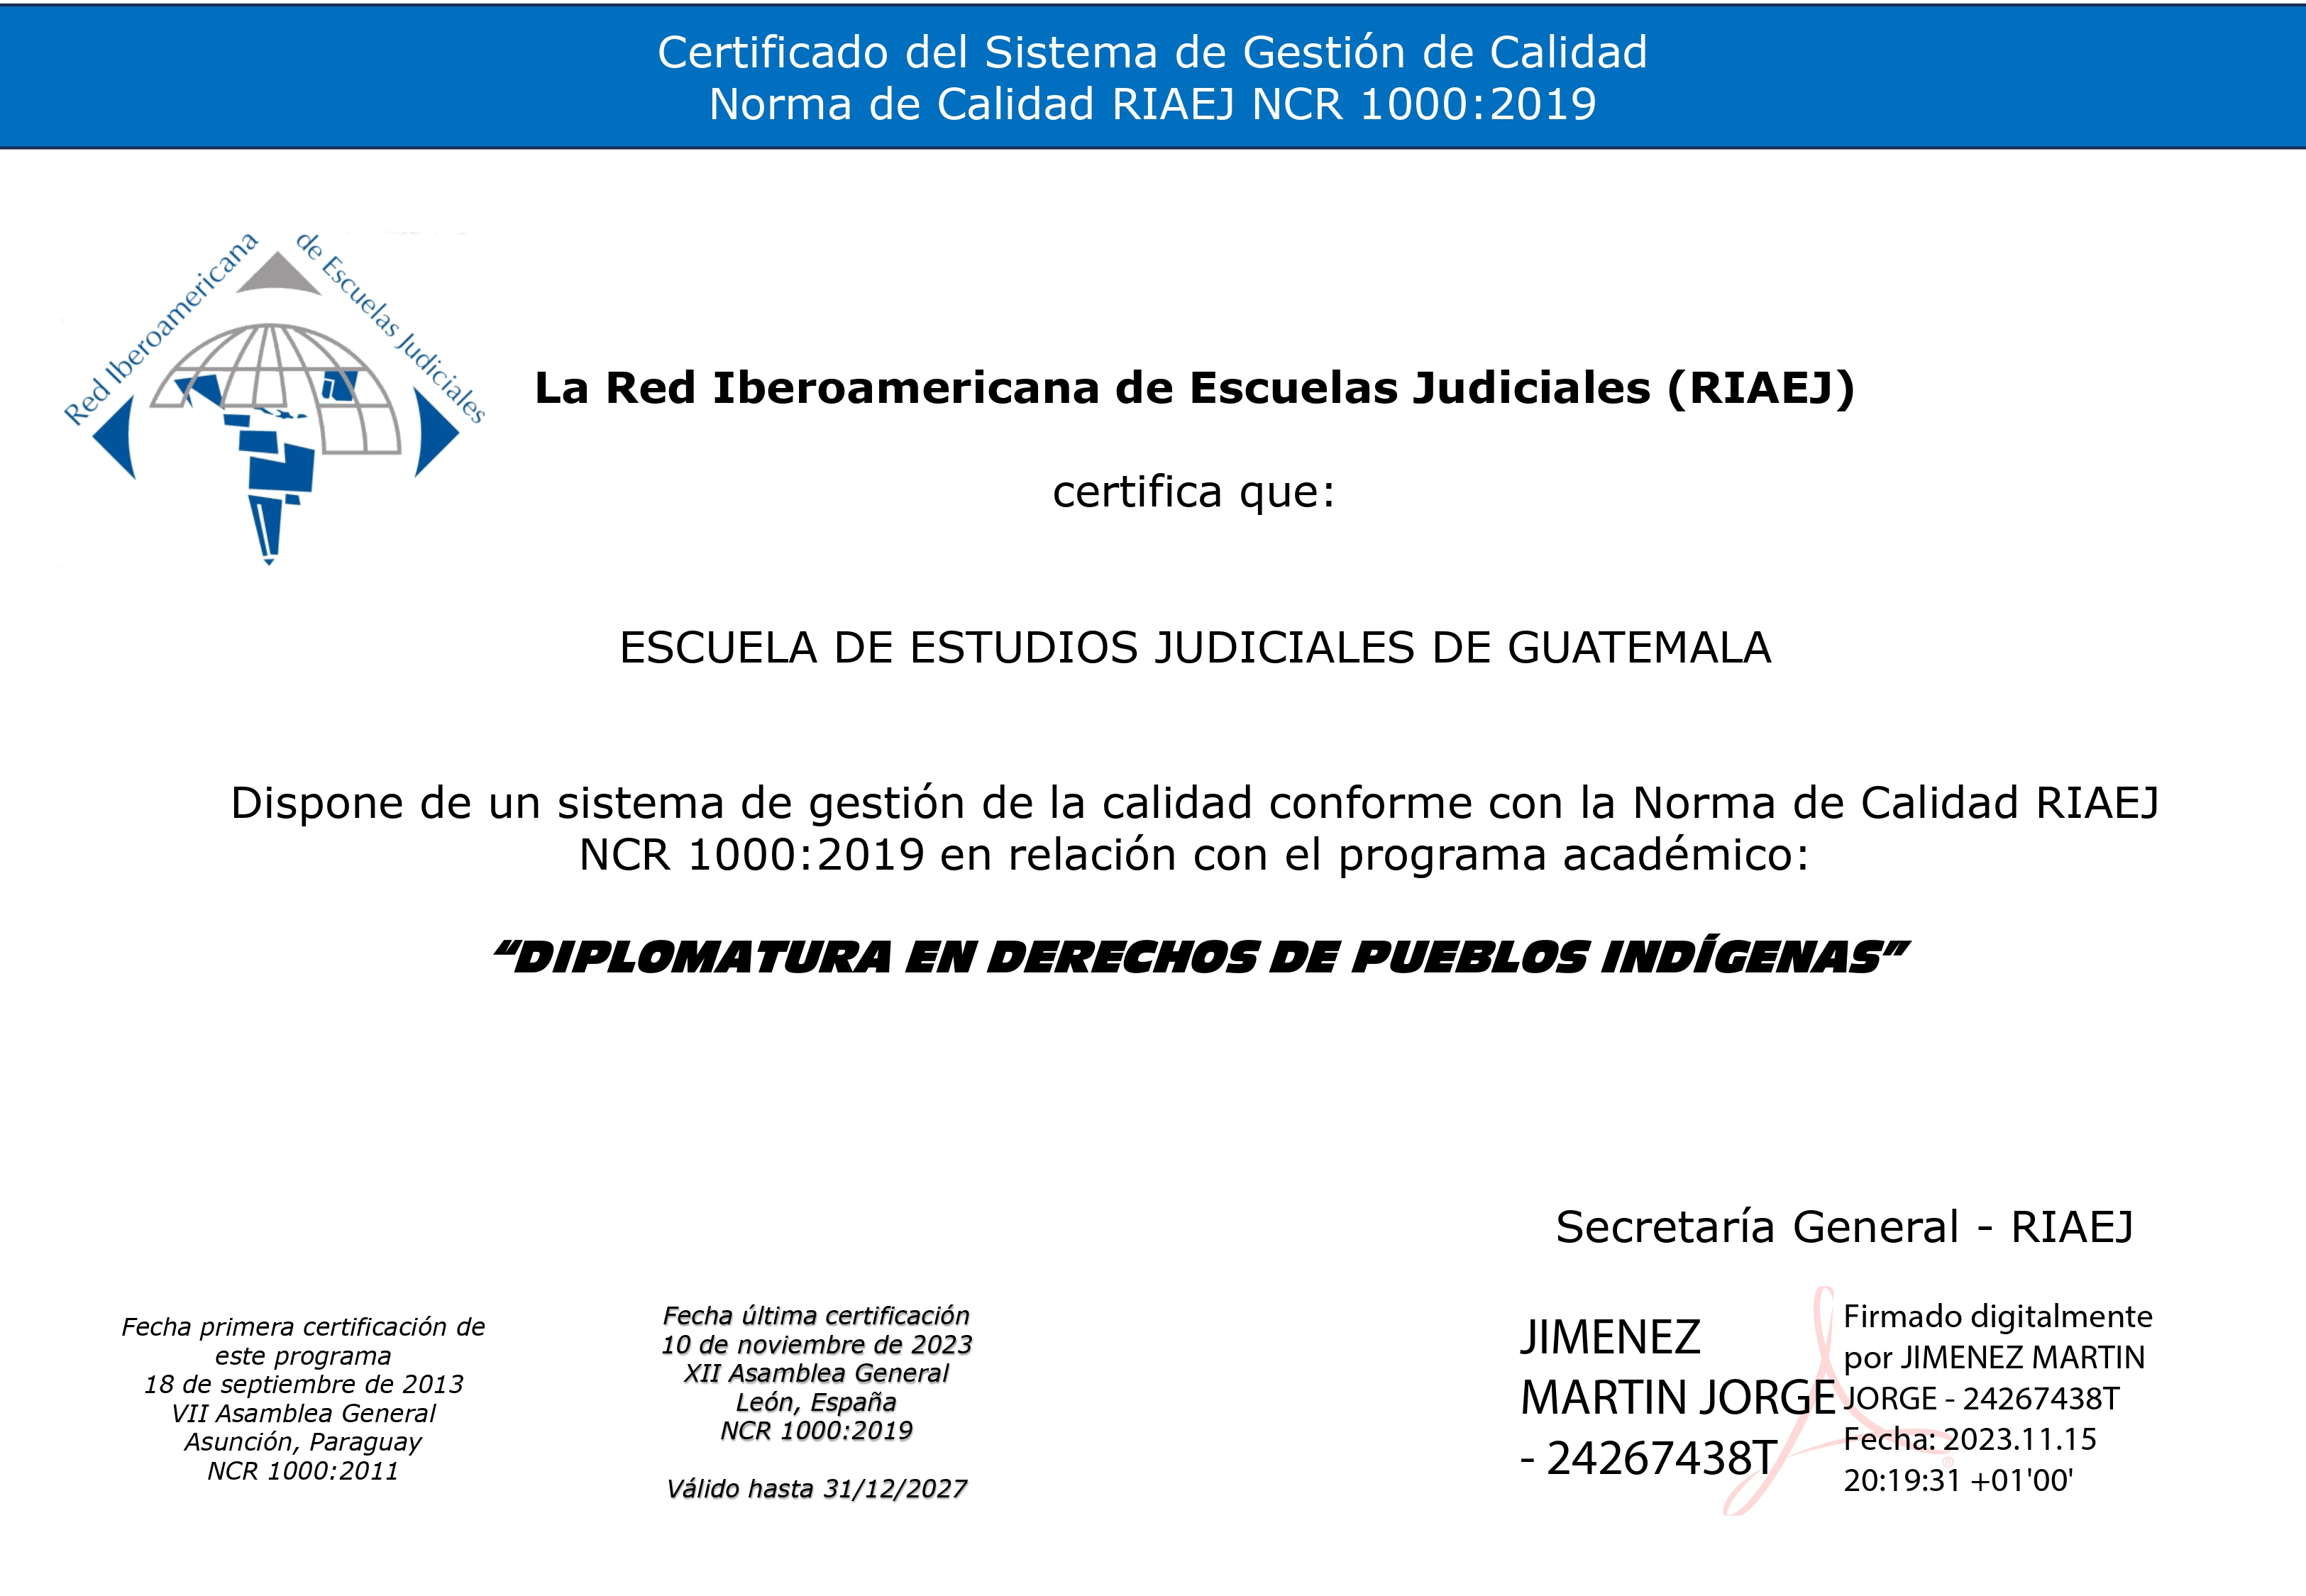 Certificado del Sistema de Gestión de Calidad
Norma de Calidad RIAEJ NCR 1000:2019
Red Iberoamericana de Escuelas Judiciales
La Red Iberoamericana de Escuelas Judiciales (RIAEJ)
certifica que:
ESCUELA DE ESTUDIOS JUDICIALES DE GUATEMALA
Dispone de un sistema de gestión de la calidad conforme con la Norma de Calidad RIAEJ
NCR 1000:2019 en relación con el programa académico:
“DIPLOMATURA EN DERECHOS DE PUEBLOS INDÍGENAS”
Fecha primera certificación de
este programa
18 de septiembre de 2013
VII Asamblea General
Asunción, Paraguay
NCR 1000:2011
Fecha última certificación
10 de noviembre de 2023
XII Asamblea General
León, España
NCR 1000:2019
Válido hasta 31/12/2027
Secretaría General - RIAEJ
JIMENEZ
MARTIN JORGE
- 24267438T
Firmado digitalmente
por JIMENEZ MARTIN
JORGE - 24267438T
Fecha: 2023.11.15
20:19:31 +01'00'